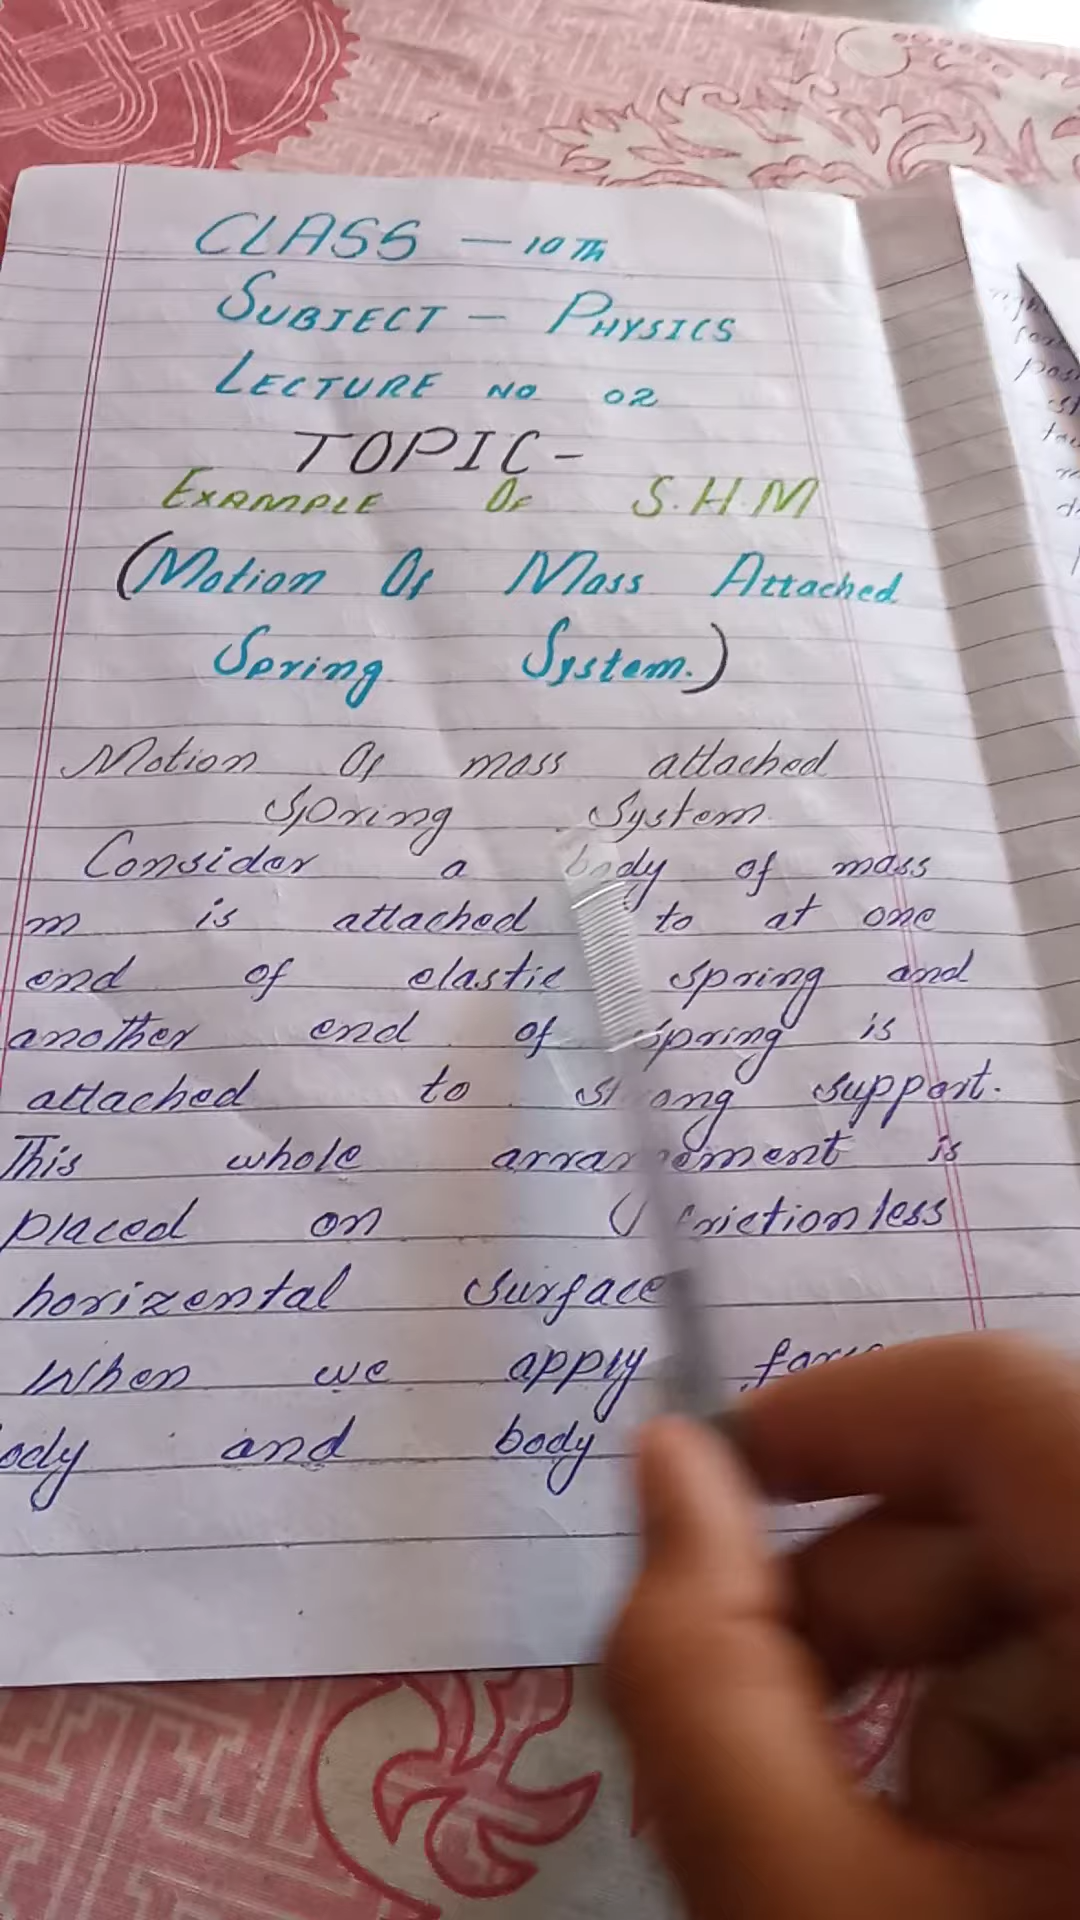 CLASS — 10Th
SUBJECT — PHYSICS
LECTURE NO 02
TOPIC -
EXAMPLE OF S.H.M
(Motion Of Mass Attached
Spring System.)
Motion Of mass attached
Spring System.
Consider a body of mass
m is attached to at one
end of elastic spring and
another end of spring is
attached to strong support.
This whole arrangement is
placed on frictionless
horizental surface
When we apply
and body